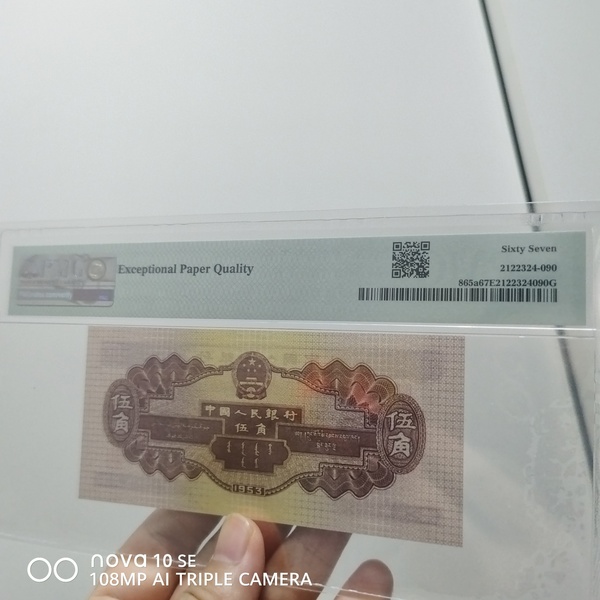 Exceptional Paper Quality
Sixty Seven
2122324-090
865a67E2122324090G
中國人民銀行
伍角
伍角
伍角
1953
nova 10 SE
108MP AI TRIPLE CAMERA